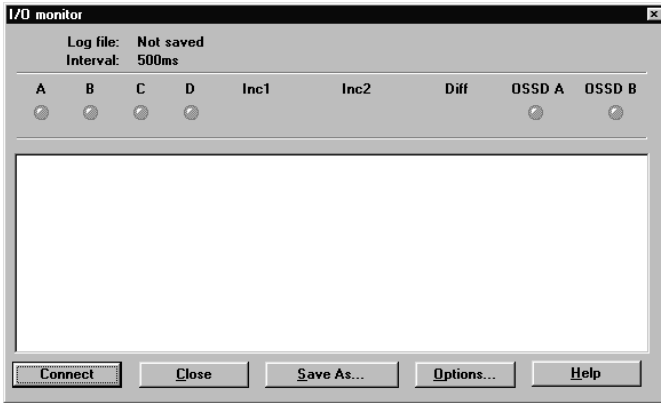 I/O monitor
Log file: Not saved
Interval: 500ms
A B C D Inc1 Inc2 Diff OSSD A OSSD B
Connect Close Save As... Options... Help